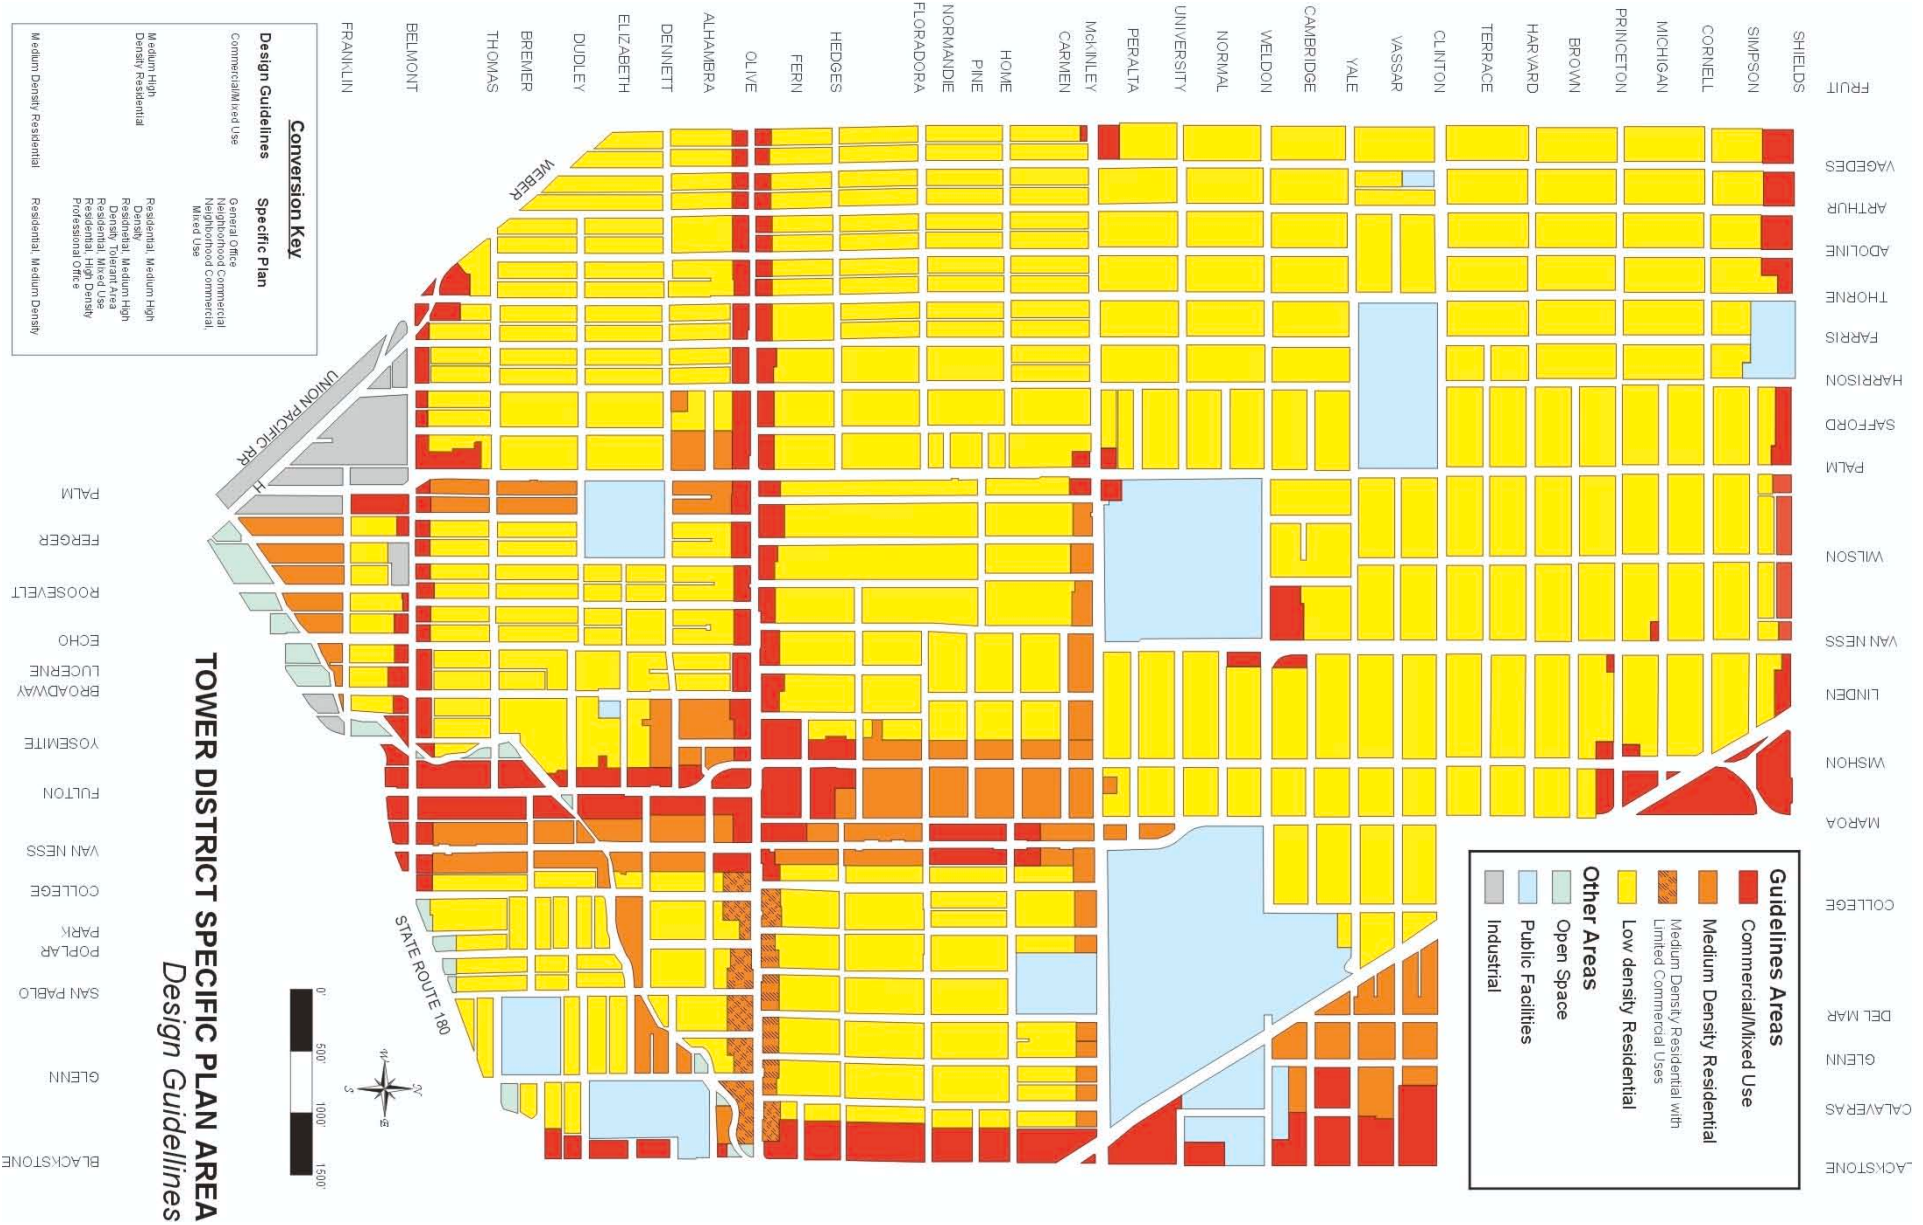 TOWER DISTRICT SPECIFIC PLAN AREA
Design Guidellines
FRUIT
SHIELDS
SIMPSON
CORNELL
MICHIGAN
PRINCETON
BROWN
HARVARD
TERRACE
CLINTON
VASSAR
YALE
CAMBRIDGE
WELDON
NORMAL
UNIVERSITY
PERALTA
McKINLEY
CARMEN
HOME
PINE
NORMANDIE
FLORADORA
HEDGES
FERN
OLIVE
ALHAMBRA
DENNETT
ELIZABETH
DUDLEY
BREMER
THOMAS
BELMONT
FRANKLIN
VAGEDES
ARTHUR
ADOLINE
THORNE
FARRIS
HARRISON
SAFFORD
PALM
WILSON
VAN NESS
LINDEN
WISHON
MAROA
COLLEGE
DEL MAR
GLENN
CALAVERAS
LACKSTONE
PALM
FERGER
ROOSEVELT
ECHO
LUCERNE
BROADWAY
YOSEMITE
FULTON
VAN NESS
COLLEGE
PARK
POPLAR
SAN PABLO
GLENN
BLACKSTONE
WEBER
UNION PACIFIC RR
H
STATE ROUTE 180
Guidelines Areas
Commercial/Mixed Use
Medium Density Residential
Medium Density Residential with
Limited Commercial Uses
Low density Residential
Other Areas
Open Space
Public Facilities
Industrial
Conversion Key
Design Guidelines
Specific Plan
Commercial/Mixed Use
General Office
Neighborhood Commercial
Neighborhood Commercial,
Mixed Use
Medium High
Density Residential
Residential, Medium High
Density
Residnetial, Medium High
Density Tolerant Area
Residential, Mixed Use
Residential, High Density
Professional Office
Medium Density Residential
Residential, Medium Density
0'
500'
1000'
1500'
N
E
S
W